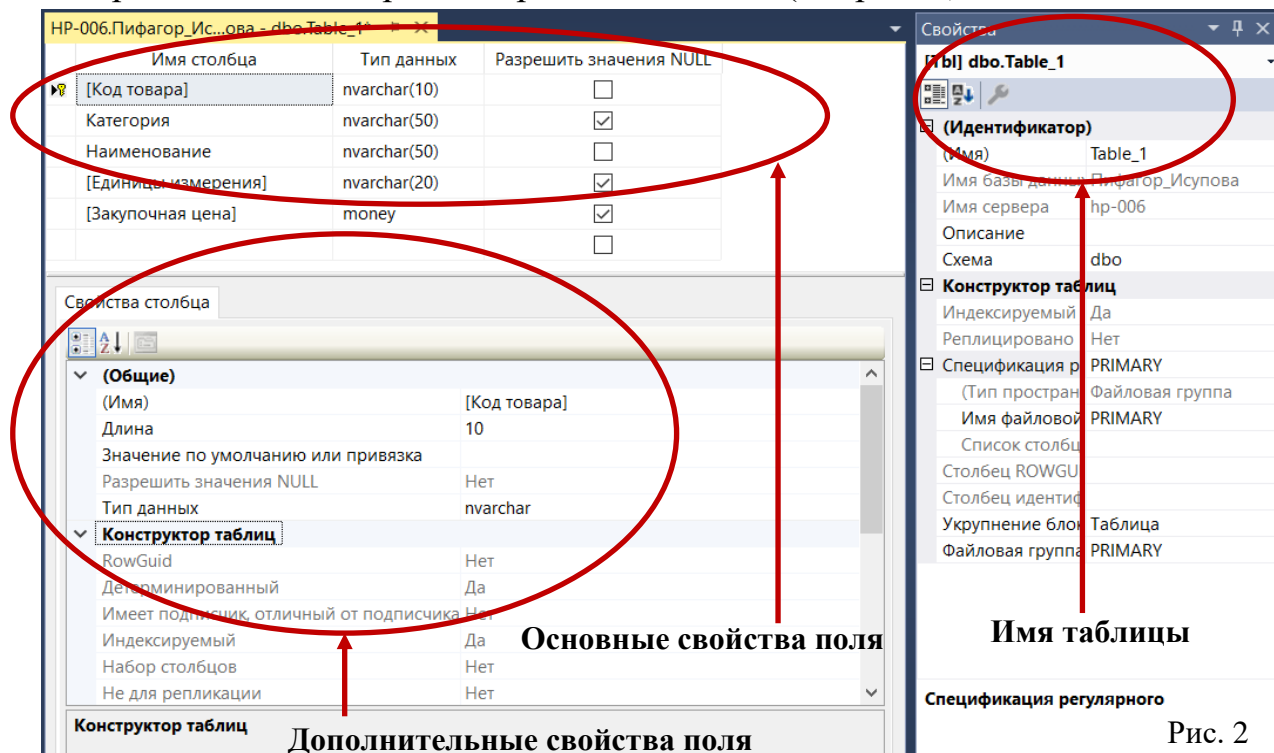 HP-006.Пифагор_Ис...ова - dbo.Table_1*
Имя столбца Тип данных Разрешить значения NULL
[Код товара] nvarchar(10)
Категория nvarchar(50)
Наименование nvarchar(50)
[Единицы измерения] nvarchar(20)
[Закупочная цена] money
Свойства столбца
(Общие)
(Имя) [Код товара]
Длина 10
Значение по умолчанию или привязка
Разрешить значения NULL Нет
Тип данных nvarchar
Конструктор таблиц
RowGuid Нет
Детерминированный Да
Имеет подписчик, отличный от подписчика Нет
Индексируемый Да
Набор столбцов Нет
Не для репликации Нет
Конструктор таблиц
Основные свойства поля
Дополнительные свойства поля
Свойства
[Tbl] dbo.Table_1
(Идентификатор)
(Имя) Table_1
Имя базы данны Пифагор_Исупова
Имя сервера hp-006
Описание
Схема dbo
Конструктор таблиц
Индексируемый Да
Реплицировано Нет
Спецификация р PRIMARY
(Тип простран Файловая группа
Имя файловой PRIMARY
Список столбц
Столбец ROWGU
Столбец идентиф
Укрупнение блок Таблица
Файловая группа PRIMARY
Имя таблицы
Спецификация регулярного
Рис. 2